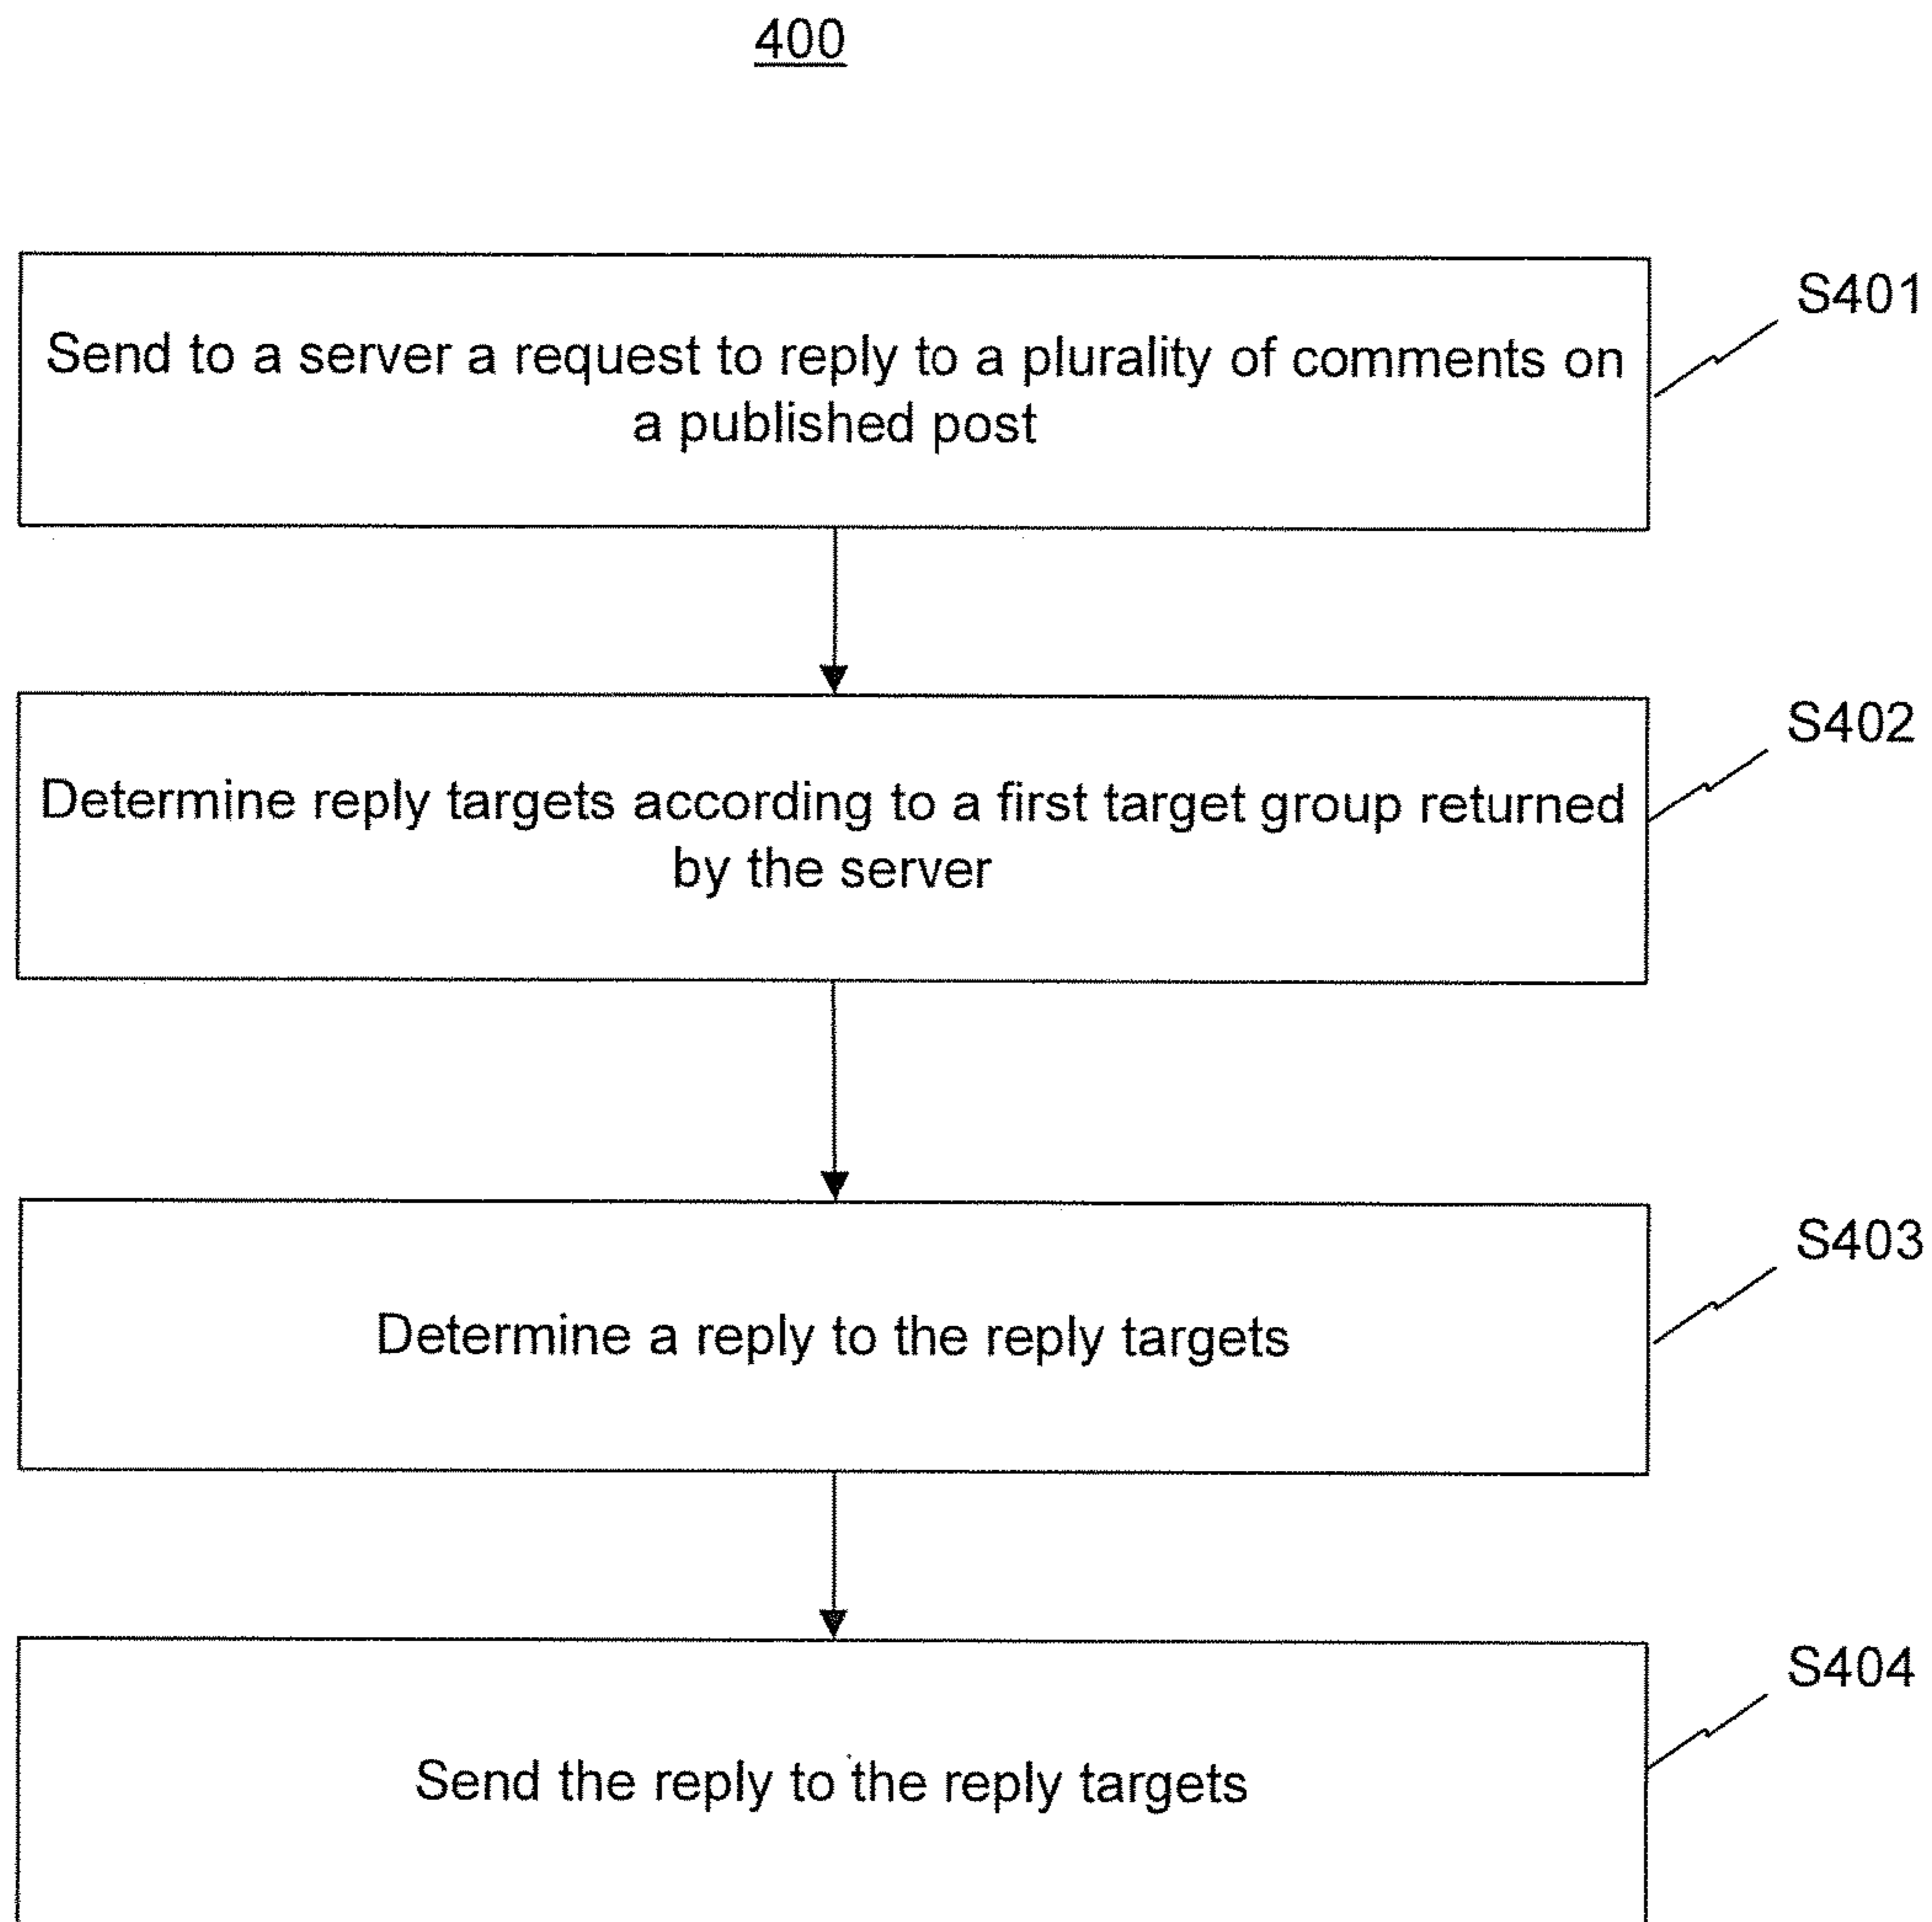 400
S401
Send to a server a request to reply to a plurality of comments on
a published post
S402
Determine reply targets according to a first target group returned
by the server
S403
Determine a reply to the reply targets
S404
Send the reply to the reply targets